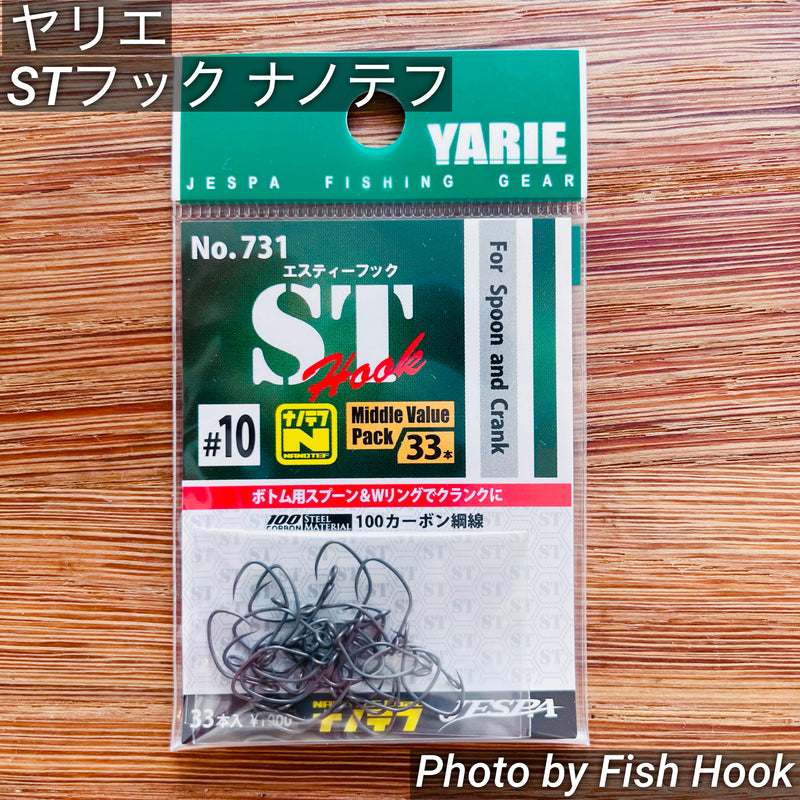 ヤリエ
STフック ナノテフ
YARIE
JESPA FISHING GEAR
No.731
エスティーフック
ST
Hook
For Spoon and Crank
#10
ナノテフ
N
NANOTEF
Middle Value
Pack/33本
ボトム用スプーン&Wリングでクランクに
100 STEEL
CARBON MATERIAL
100カーボン綱線
ST
33本入
ナノテフ
JESPA
Photo by Fish Hook